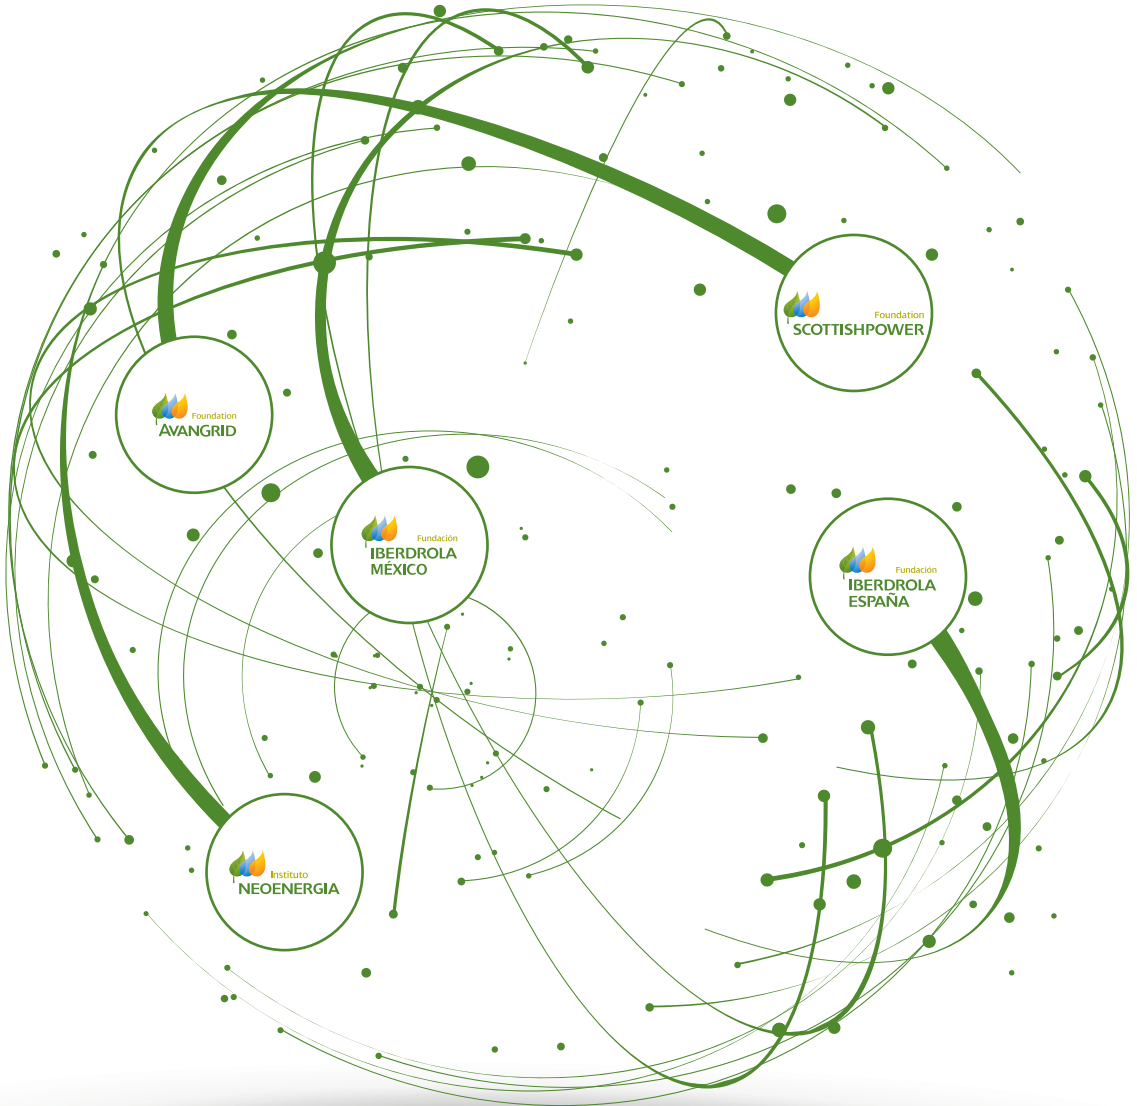 Foundation
SCOTTISHPOWER
Foundation
AVANGRID
Fundación
IBERDROLA
MÉXICO
Fundación
IBERDROLA
ESPAÑA
Instituto
NEOENERGIA